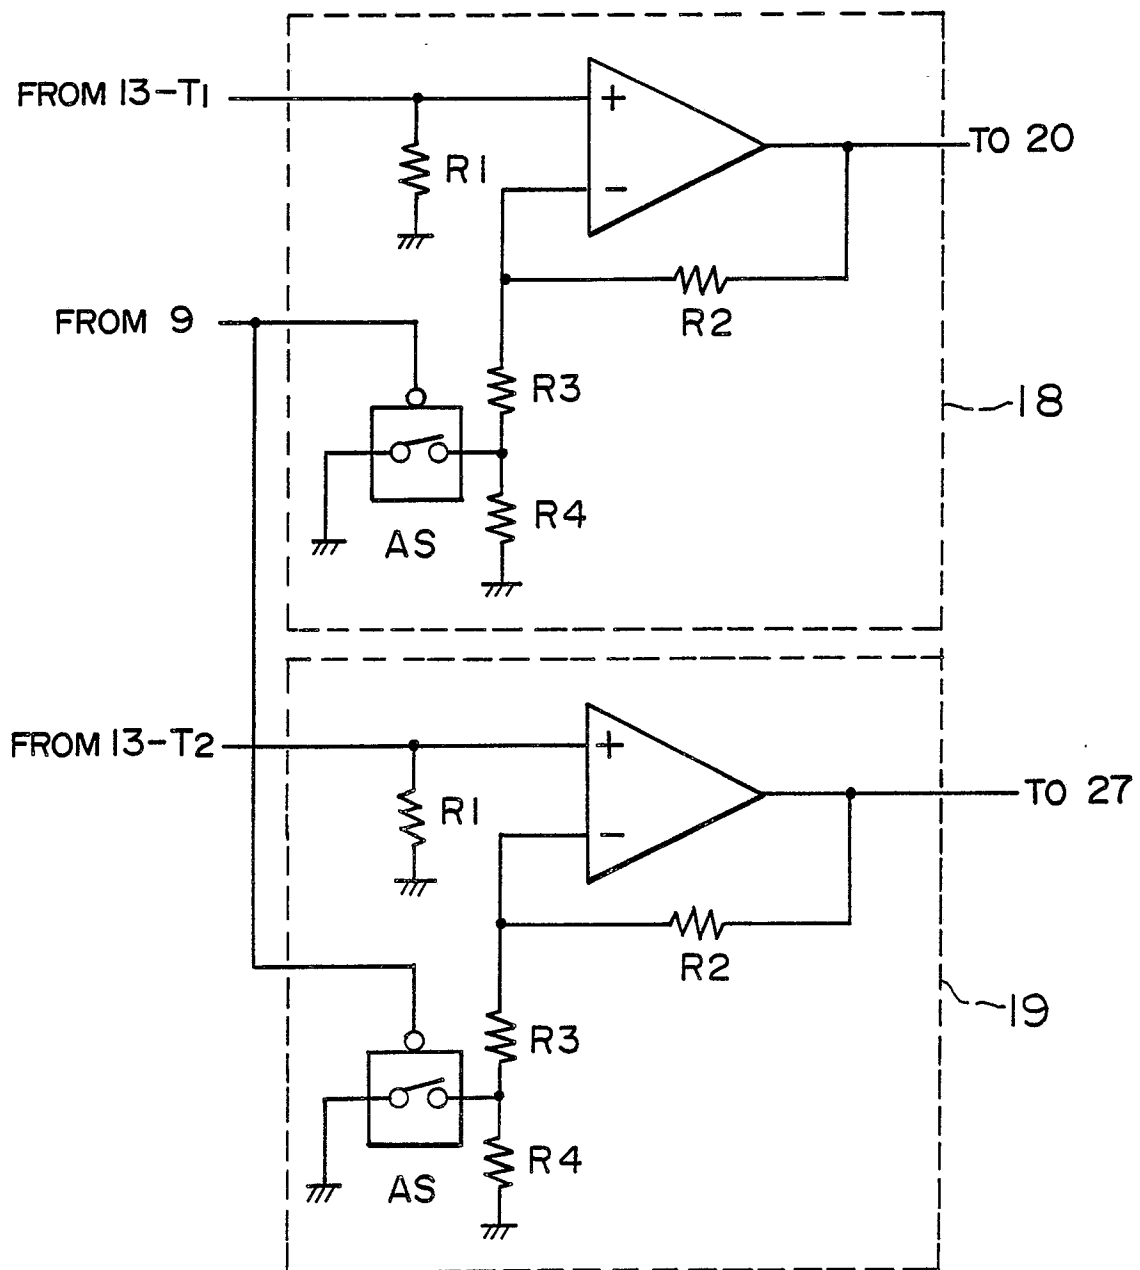 FROM 13-T1
+
R1
TO 20
-
R2
FROM 9
R3
18
R4
AS
FROM 13-T2
+
R1
TO 27
-
R2
19
R3
R4
AS